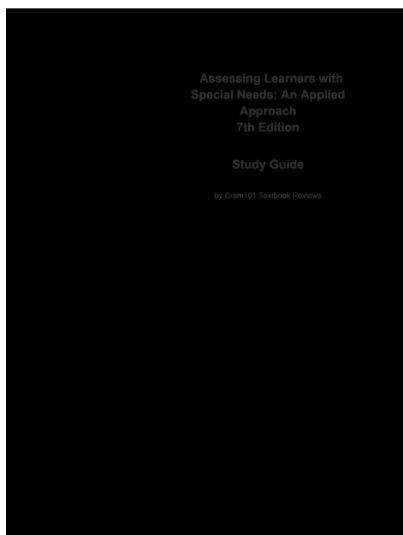 Assessing Learners with
Special Needs: An Applied
Approach
7th Edition
Study Guide
by Cram101 Textbook Reviews